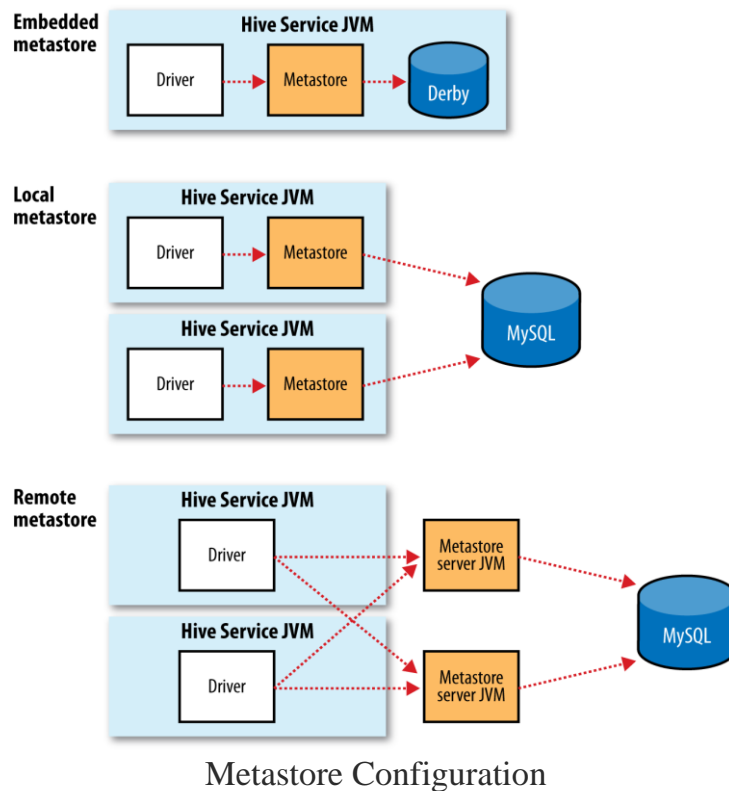 Embedded metastore
Hive Service JVM
Driver
Metastore
Derby
Local metastore
Hive Service JVM
Driver
Metastore
Hive Service JVM
Driver
Metastore
MySQL
Remote metastore
Hive Service JVM
Driver
Metastore server JVM
Hive Service JVM
Driver
Metastore server JVM
MySQL
Metastore Configuration